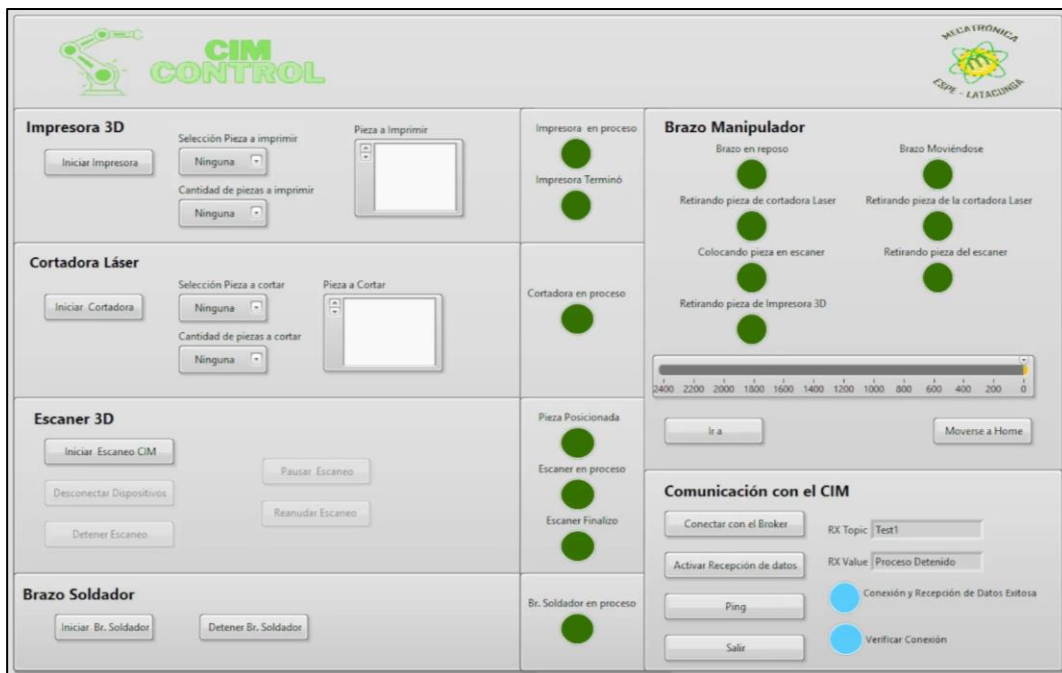 CIM
CONTROL
MECATRÓNICA
ESPE - LATACUNGA
Impresora 3D
Iniciar Impresora
Selección Pieza a imprimir
Ninguna
Cantidad de piezas a imprimir
Ninguna
Pieza a Imprimir
Impresora en proceso
Impresora Terminó
Cortadora Láser
Iniciar Cortadora
Selección Pieza a cortar
Ninguna
Cantidad de piezas a cortar
Ninguna
Pieza a Cortar
Cortadora en proceso
Escaner 3D
Iniciar Escaneo CIM
Desconectar Dispositivos
Detener Escaneo
Pausar Escaneo
Reanudar Escaneo
Pieza Posicionada
Escaner en proceso
Escaner Finalizo
Brazo Soldador
Iniciar Br. Soldador
Detener Br. Soldador
Br. Soldador en proceso
Brazo Manipulador
Brazo en reposo
Brazo Moviéndose
Retirando pieza de cortadora Laser
Retirando pieza de la cortadora Laser
Colocando pieza en escaner
Retirando pieza del escaner
Retirando pieza de Impresora 3D
2400 2200 2000 1800 1600 1400 1200 1000 800 600 400 200 0
Ir a
Moverse a Home
Comunicación con el CIM
Conectar con el Broker
Activar Recepción de datos
Ping
Salir
RX Topic Test1
RX Value Proceso Detenido
Conexión y Recepción de Datos Exitosa
Verificar Conexión